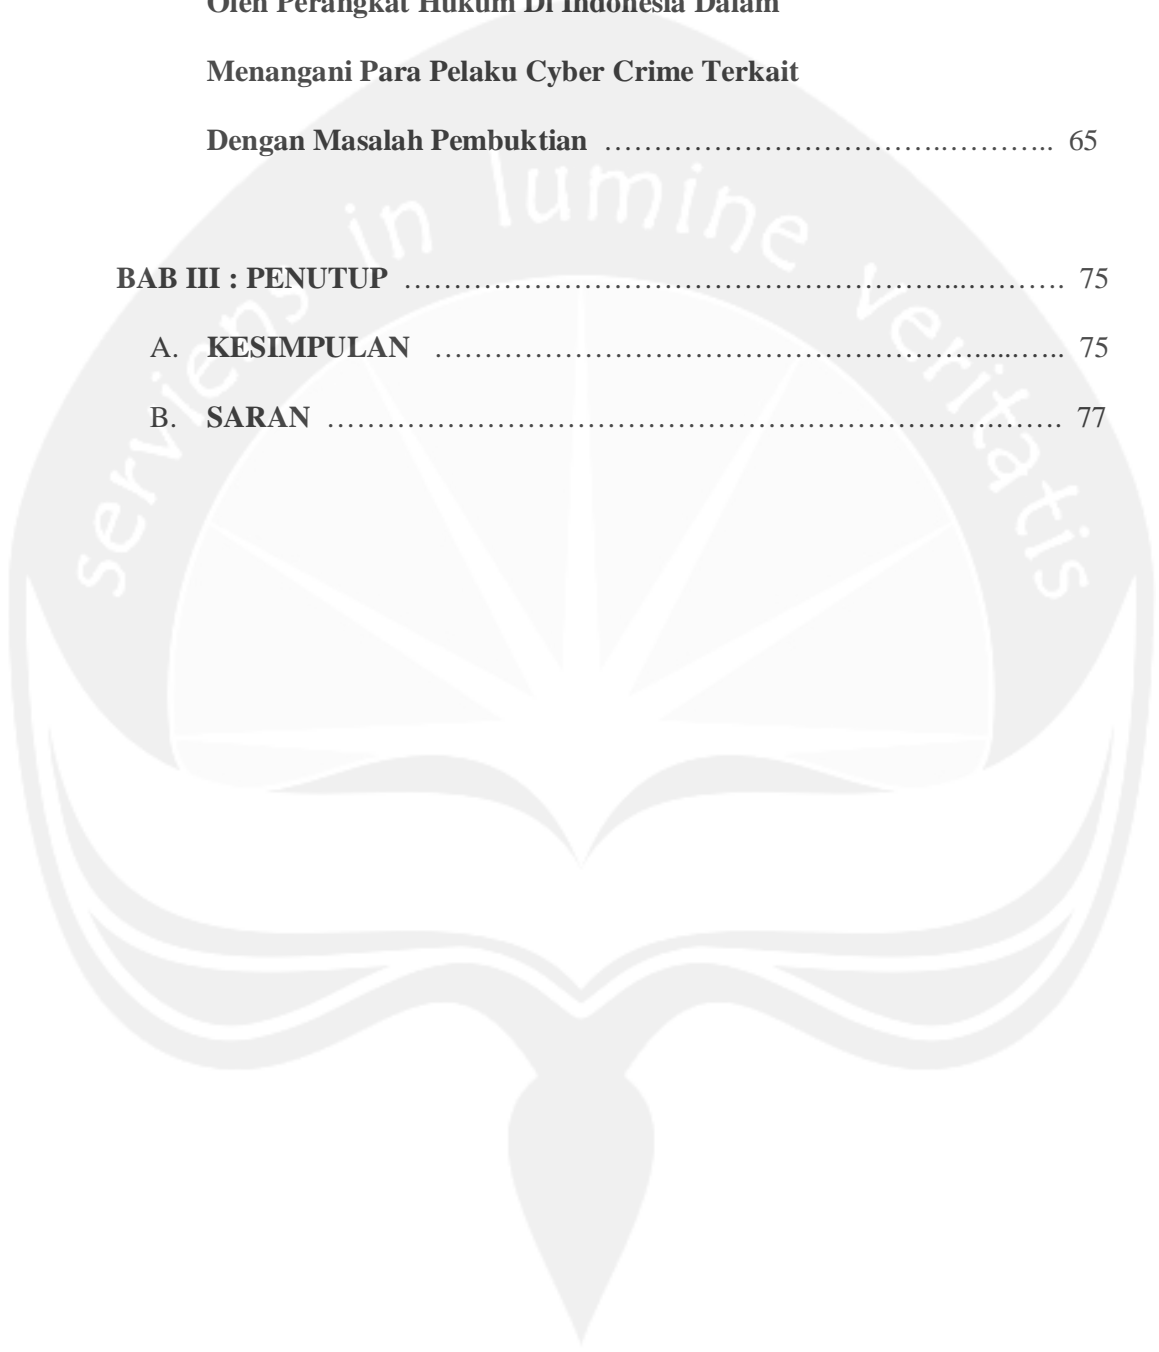 Oleh Perangkat Hukum Di Indonesia Dalam
Menangani Para Pelaku Cyber Crime Terkait
Dengan Masalah Pembuktian ……………………………..……….. 65
BAB III : PENUTUP ………………………………………………...………. 75
A. KESIMPULAN ……………………………………………….....….. 75
B. SARAN ………………………………………………………….……. 77
serviens in lumine veritatis